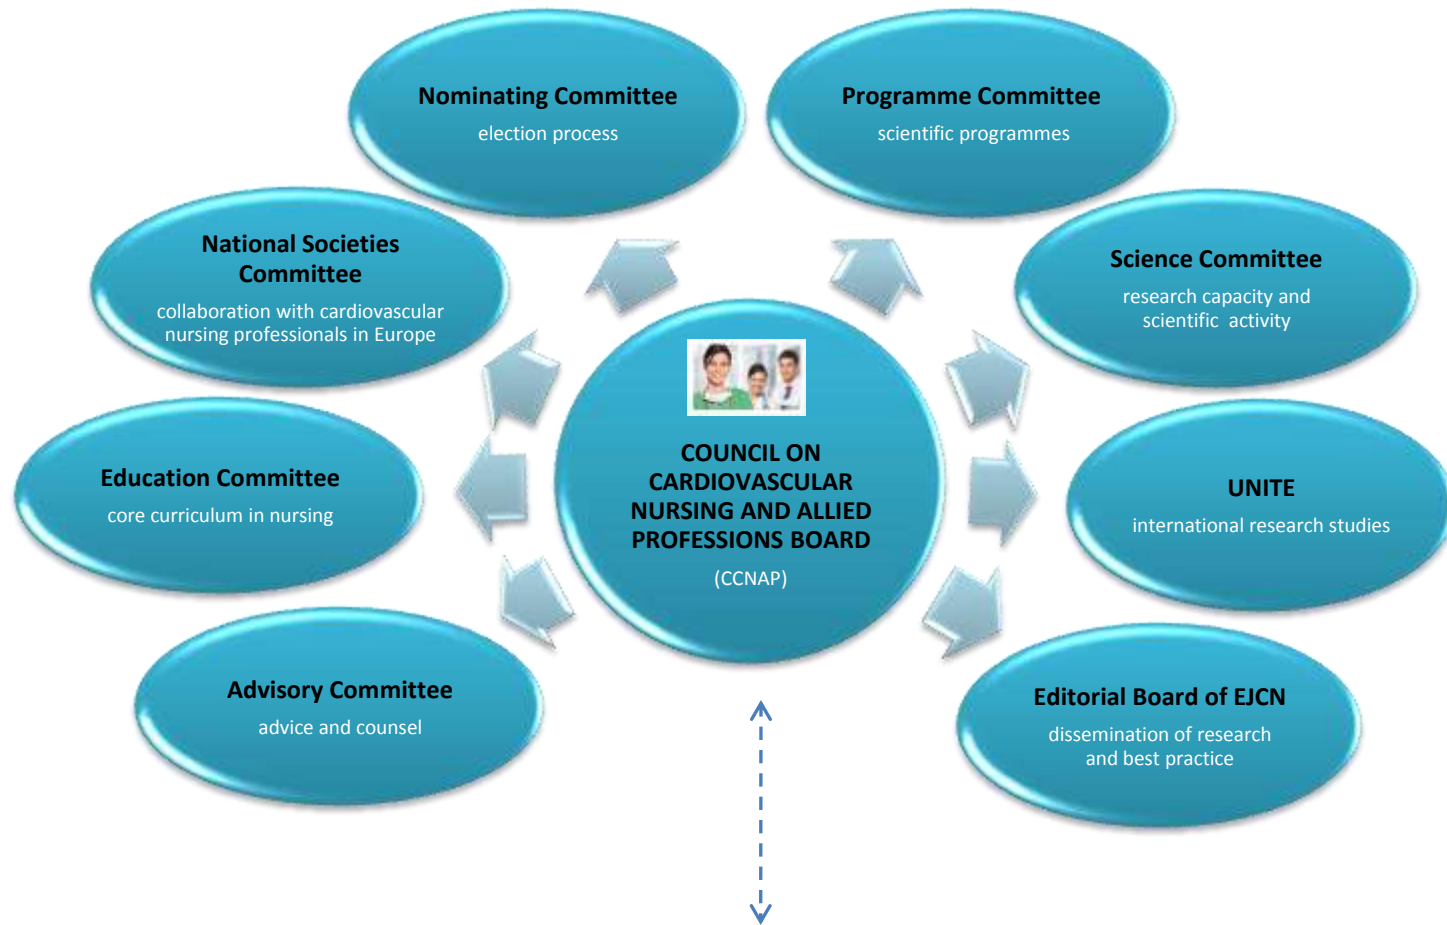 Nominating Committee
election process
Programme Committee
scientific programmes
National Societies
Committee
collaboration with cardiovascular
nursing professionals in Europe
Science Committee
research capacity and
scientific activity
Education Committee
core curriculum in nursing
COUNCIL ON
CARDIOVASCULAR
NURSING AND ALLIED
PROFESSIONS BOARD
(CCNAP)
UNITE
international research studies
Advisory Committee
advice and counsel
Editorial Board of EJCN
dissemination of research
and best practice